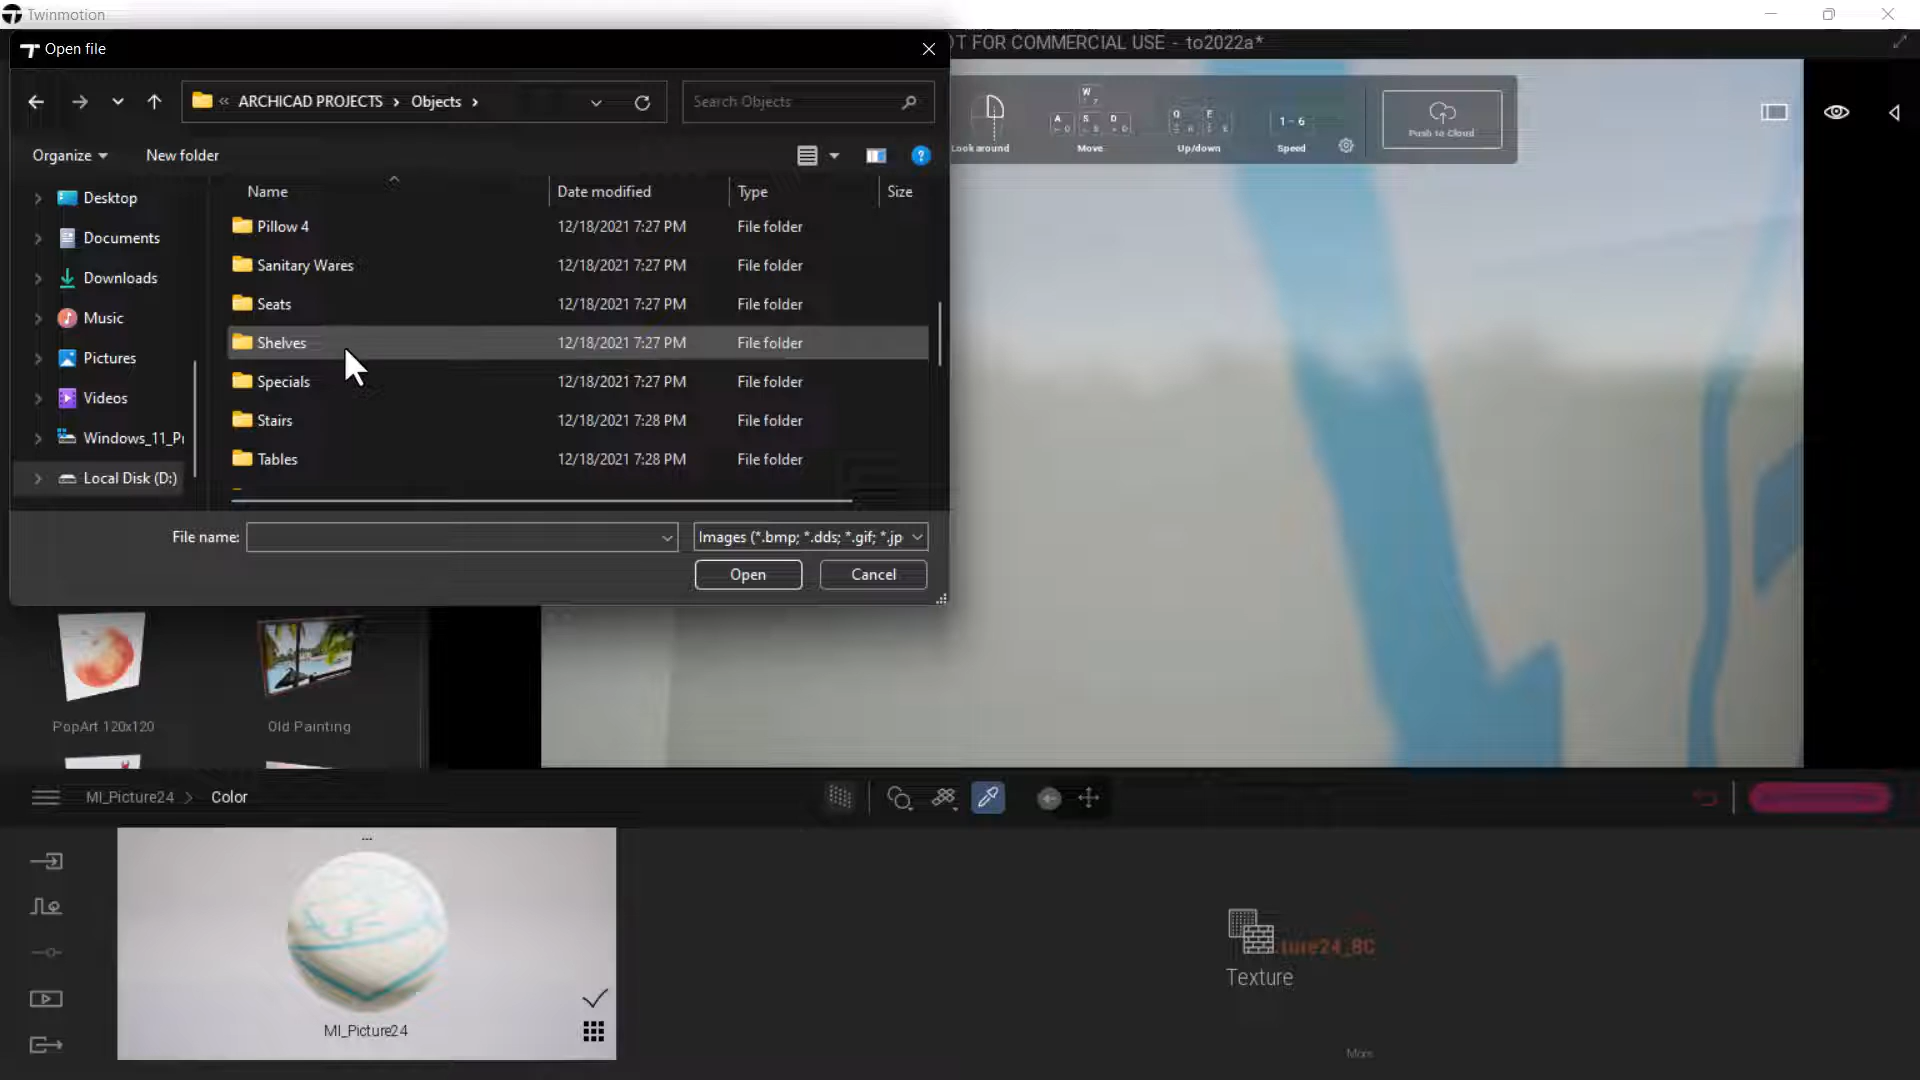 Twinmotion
Open file
T FOR COMMERCIAL USE - to2022a*
« ARCHICAD PROJECTS > Objects >
Search Objects
Organize
New folder
Name
Date modified
Type
Size
Desktop
Documents
Downloads
Music
Pictures
Videos
Windows_11_Pr
Local Disk (D:)
Pillow 4 12/18/2021 7:27 PM File folder
Sanitary Wares 12/18/2021 7:27 PM File folder
Seats 12/18/2021 7:27 PM File folder
Shelves 12/18/2021 7:27 PM File folder
Specials 12/18/2021 7:27 PM File folder
Stairs 12/18/2021 7:28 PM File folder
Tables 12/18/2021 7:28 PM File folder
File name:
Images (*.bmp; *.dds; *.gif; *.jp
Open
Cancel
Look around
W
A S D
Move
Q E
Up/down
1 - 6
Speed
Push to Cloud
PopArt 120x120
Old Painting
MI_Picture24 > Color
...
MI_Picture24
ture24_BC
Texture
More